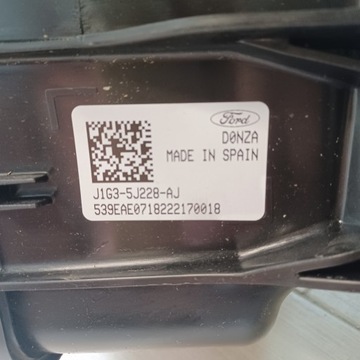 Ford
D0NZA
MADE IN SPAIN
J1G3-5J228-AJ
539EAE0718222170018